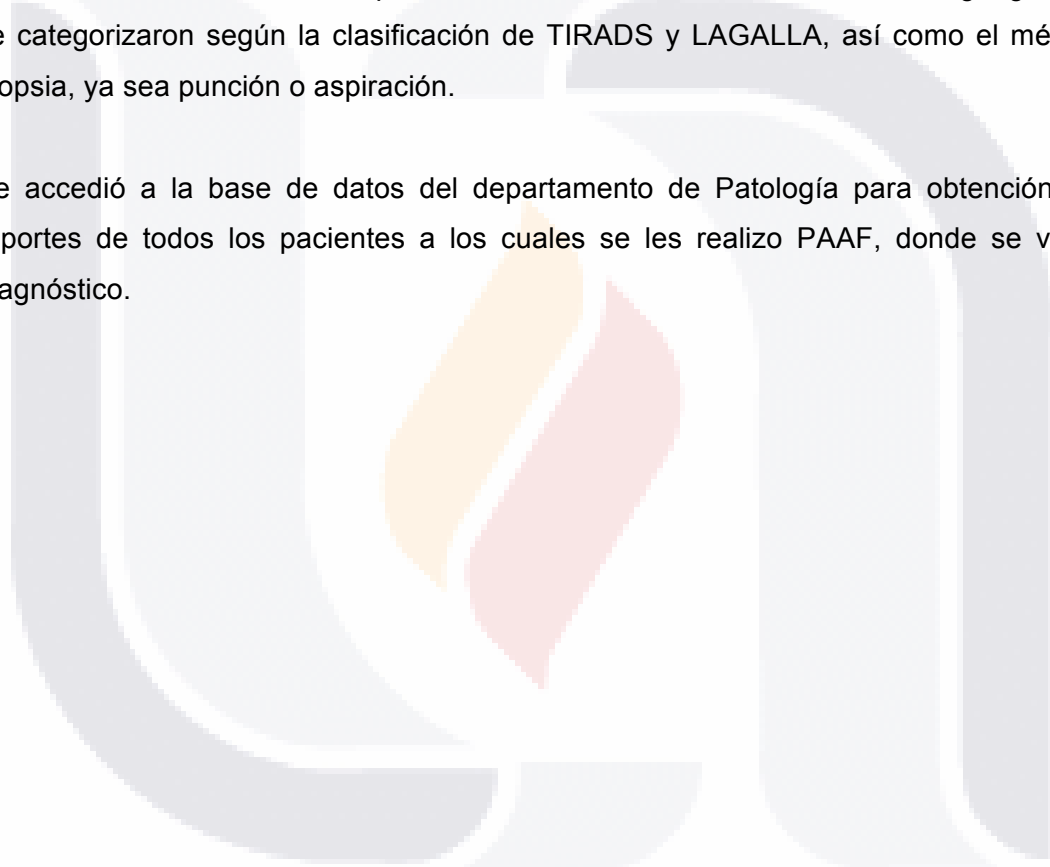 e categorizaron según la clasificación de TIRADS y LAGALLA, así como el mé
opsia, ya sea punción o aspiración.
e accedió a la base de datos del departamento de Patología para obtención
portes de todos los pacientes a los cuales se les realizo PAAF, donde se v
agnóstico.